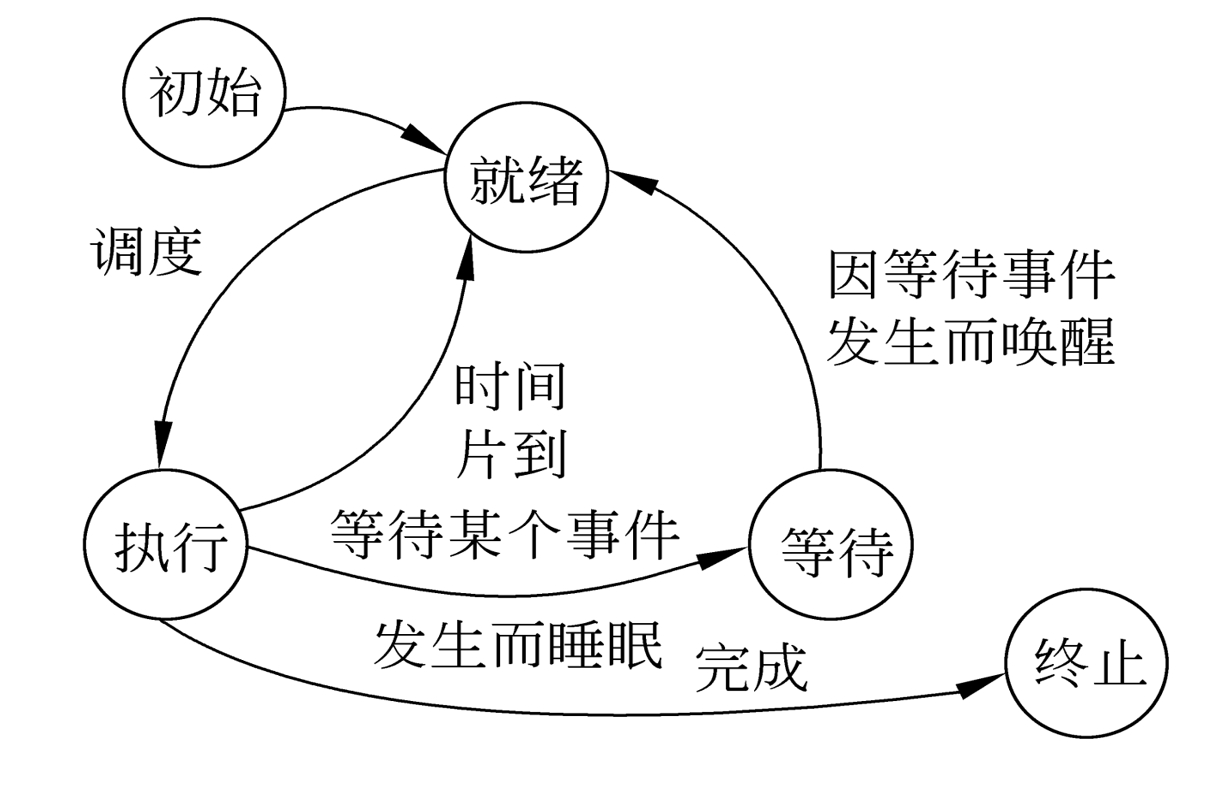 初始
就绪
调度
因等待事件
发生而唤醒
时间
片到
执行
等待某个事件
等待
发生而睡眠
完成
终止